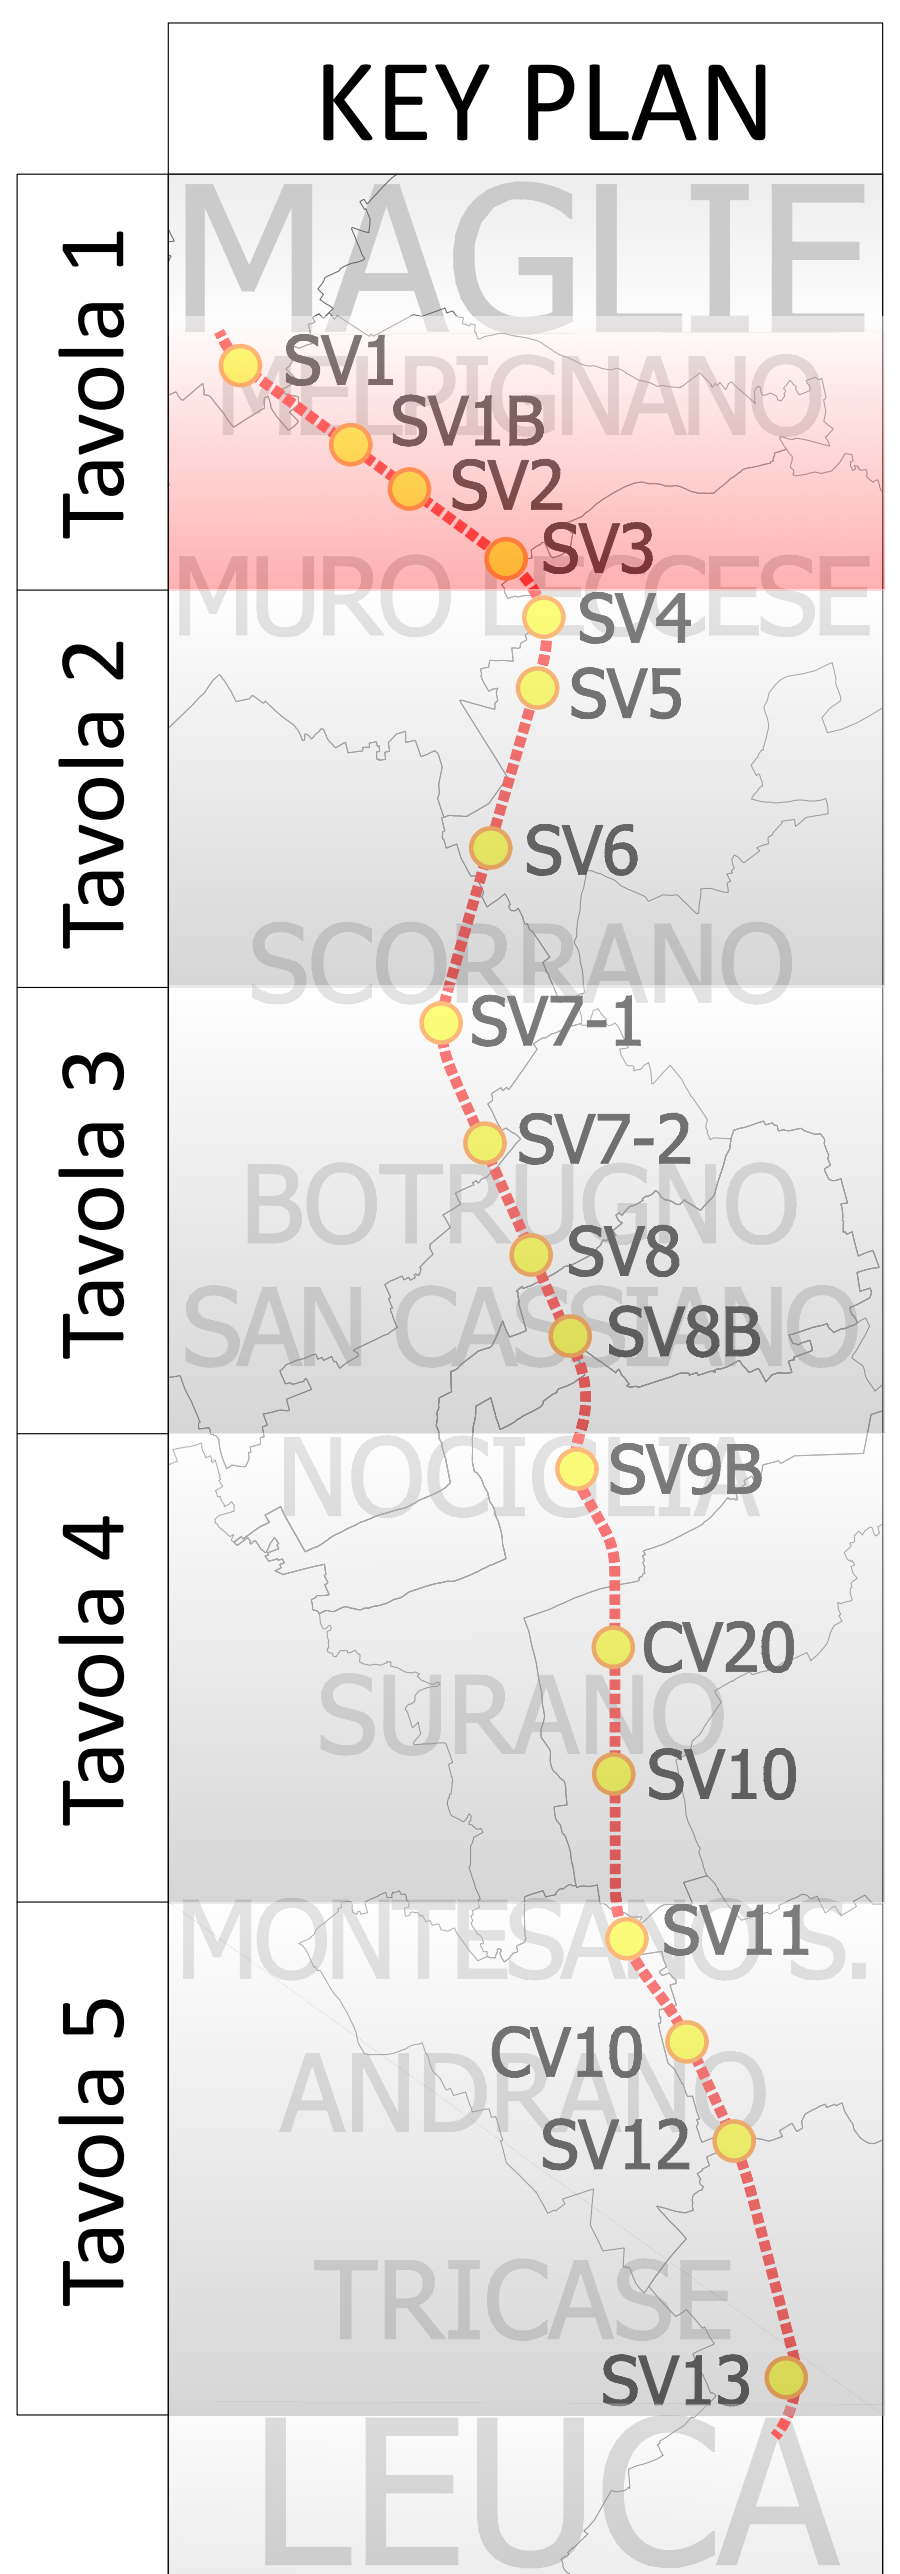 KEY PLAN
Tavola 1
MAGLIE
SV1
MELPIGNANO
SV1B
SV2
SV3
MURO LECCESE
Tavola 2
SV4
SV5
SV6
SCORRANO
Tavola 3
SV7-1
SV7-2
BOTRUGNO
SV8
SAN CASSIANO
SV8B
Tavola 4
NOCIGLIA
SV9B
CV20
SURANO
SV10
Tavola 5
MONTESANO S.
SV11
CV10
ANDRANO
SV12
TRICASE
SV13
LEUCA